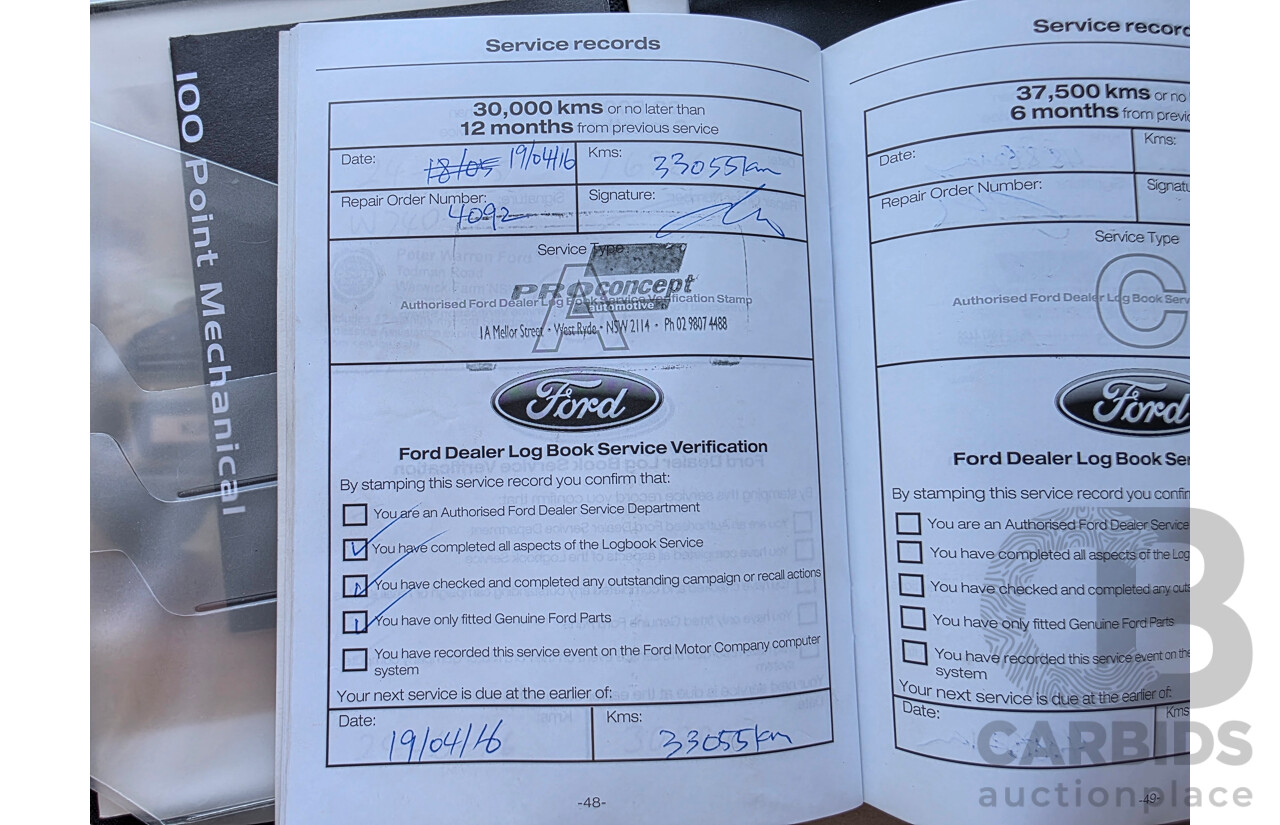 100 Point Mechanical
Service records
30,000 kms or no later than
12 months from previous service
Date: 18/05 19/04/16
Kms: 33055km
Repair Order Number: 4092
Signature:
Service Type
A
PROconcept
automotive
Authorised Ford Dealer Log Book Service Verification Stamp
1A Mellor Street • West Ryde • NSW 2114 • Ph 02 9807 4488
Ford
Ford Dealer Log Book Service Verification
By stamping this service record you confirm that:
You are an Authorised Ford Dealer Service Department
You have completed all aspects of the Logbook Service
You have checked and completed any outstanding campaign or recall actions
You have only fitted Genuine Ford Parts
You have recorded this service event on the Ford Motor Company computer
system
Your next service is due at the earlier of:
Date: 19/04/16
Kms: 33055km
-48-
Service record
37,500 kms or no
6 months from previ
Date:
Kms:
Repair Order Number:
Signatu
Service Type
C
Authorised Ford Dealer Log Book Serv
Ford
Ford Dealer Log Book Ser
By stamping this service record you confir
You are an Authorised Ford Dealer Service
You have completed all aspects of the Log
You have checked and completed any outs
You have only fitted Genuine Ford Parts
You have recorded this service event on the
system
Your next service is due at the earlier of:
Date:
Kms
-49-
CARBIDS
auctionplace